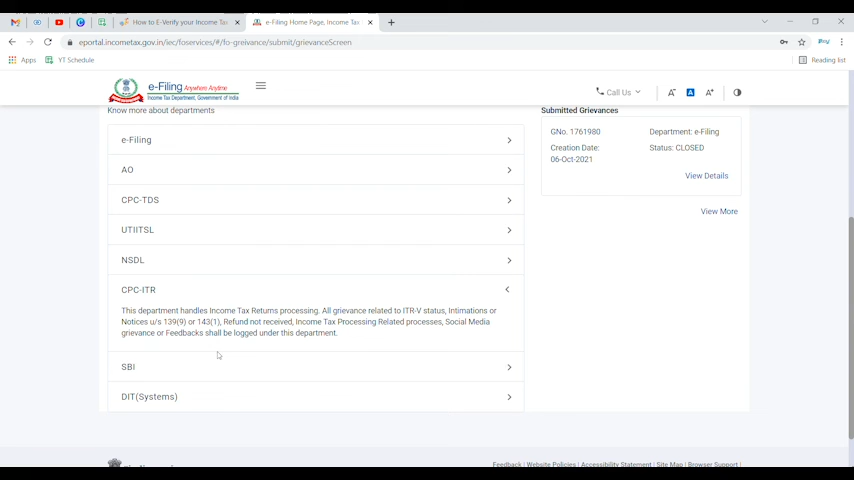 How to E-Verify your Income Tax
e-Filing Home Page, Income Tax
eportal.incometax.gov.in/iec/foservices/#/fo-greivance/submit/grievanceScreen
Apps
YT Schedule
Reading list
e-Filing Anywhere Anytime
Income Tax Department, Government of India
Call Us
A-
A
A+
Know more about departments
e-Filing
AO
CPC-TDS
UTIITSL
NSDL
CPC-ITR
This department handles Income Tax Returns processing. All grievance related to ITR-V status, Intimations or
Notices u/s 139(9) or 143(1), Refund not received, Income Tax Processing Related processes, Social Media
grievance or Feedbacks shall be logged under this department.
SBI
DIT(Systems)
Submitted Grievances
GNo. 1761980
Department: e-Filing
Creation Date:
06-Oct-2021
Status: CLOSED
View Details
View More
Feedback | Website Policies | Accessibility Statement | Site Map | Browser Support |